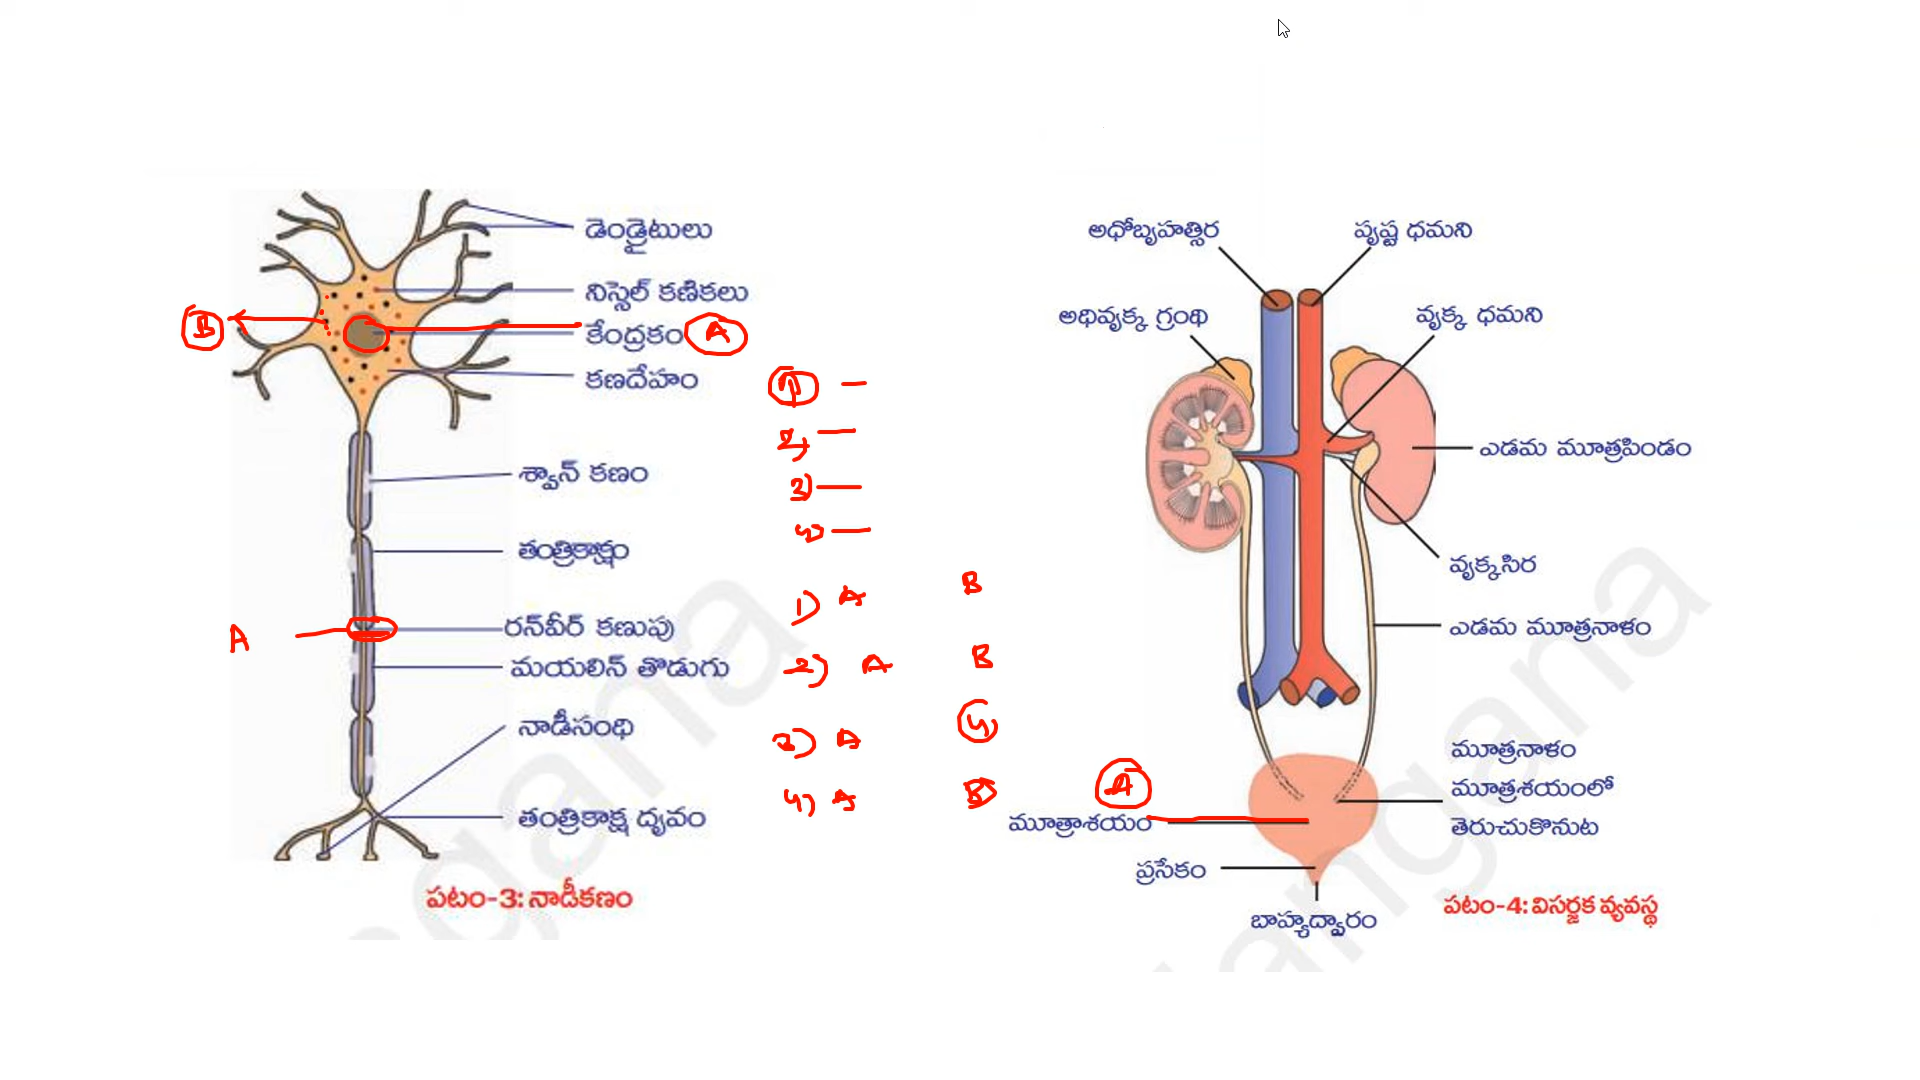 డెండ్రైటులు
నిస్సెల్ కణికలు
B
కేంద్రకం A
కణదేహం
శ్వాన్ కణం
తంత్రికాక్షం
A
రన్‌వీర్ కణుపు
మయలిన్ తొడుగు
నాడీసంధి
తంత్రికాక్ష దృవం
పటం-3: నాడీకణం
1) —
2) —
3) —
4) —
1) A B
2) A B
3) A
4)
4) A B
అధోబృహత్సిర
పృష్ట ధమని
అధివృక్క గ్రంథి
వృక్క ధమని
ఎడమ మూత్రపిండం
వృక్కసిర
ఎడమ మూత్రనాళం
A
మూత్రాశయం
మూత్రనాళం
మూత్రశయంలో
తెరుచుకొనుట
ప్రసేకం
బాహ్యద్వారం
పటం-4: విసర్జక వ్యవస్థ